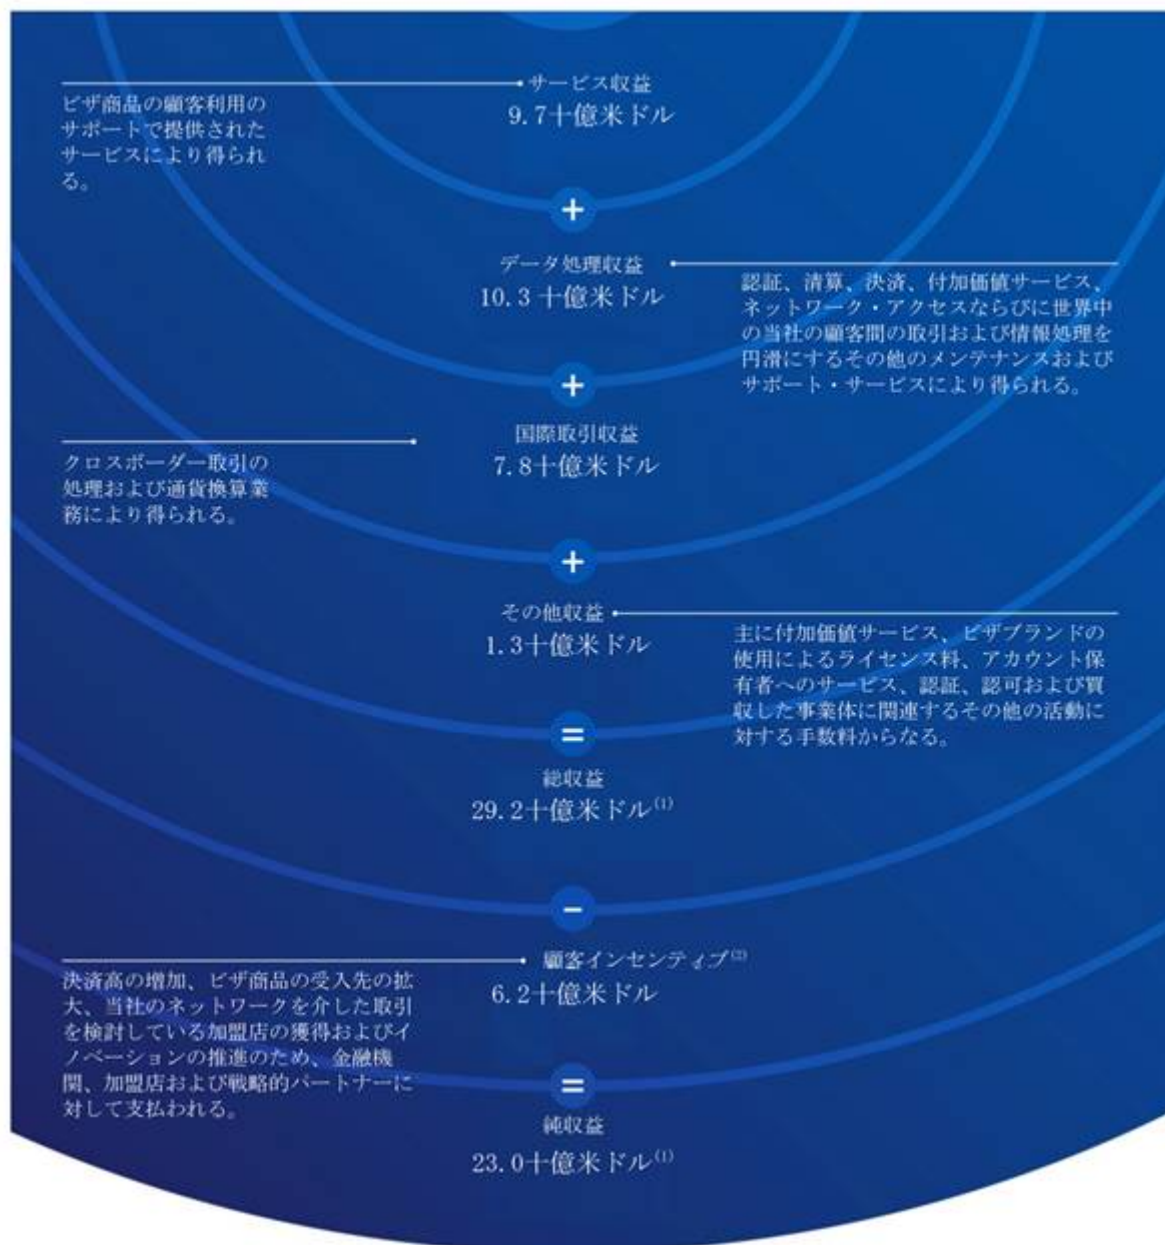 サービス収益
9.7十億米ドル
ビザ商品の顧客利用の
サポートで提供された
サービスにより得られ
る。
+
データ処理収益
10.3十億米ドル
認証、清算、決済、付加価値サービス、
ネットワーク・アクセスならびに世界中
の当社の顧客間の取引および情報処理を
円滑にするその他のメンテナンスおよび
サポート・サービスにより得られる。
+
国際取引収益
7.8十億米ドル
クロスボーダー取引の
処理および通貨換算業
務により得られる。
+
その他収益
1.3十億米ドル
主に付加価値サービス、ビザブランドの
使用によるライセンス料、アカウント保
有者へのサービス、認証、認可および買
収した事業体に関連するその他の活動に
対する手数料からなる。
=
総収益
29.2十億米ドル(1)
-
顧客インセンティブ(2)
6.2十億米ドル
決済高の増加、ビザ商品の受入先の拡
大、当社のネットワークを介した取引
を検討している加盟店の獲得およびイ
ノベーションの推進のため、金融機
関、加盟店および戦略的パートナーに
対して支払われる。
=
純収益
23.0十億米ドル(1)